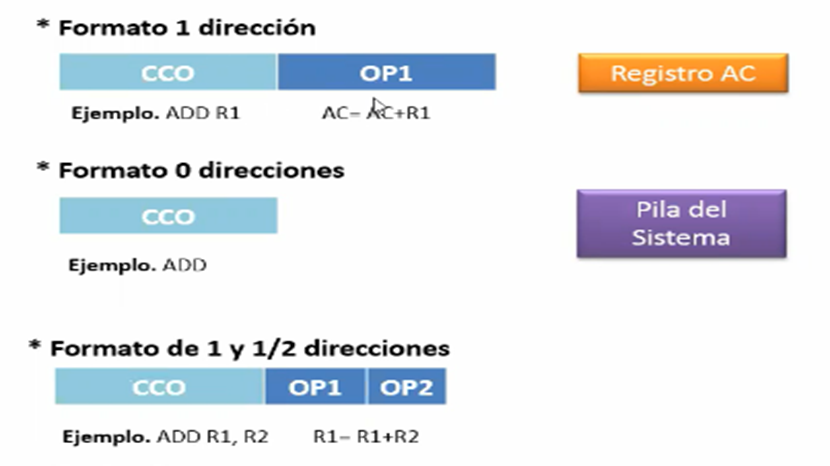 * Formato 1 dirección
CCO OP1 Registro AC
Ejemplo. ADD R1 AC= AC+R1
* Formato 0 direcciones
CCO Pila del
Sistema
Ejemplo. ADD
* Formato de 1 y 1/2 direcciones
CCO OP1 OP2
Ejemplo. ADD R1, R2 R1= R1+R2